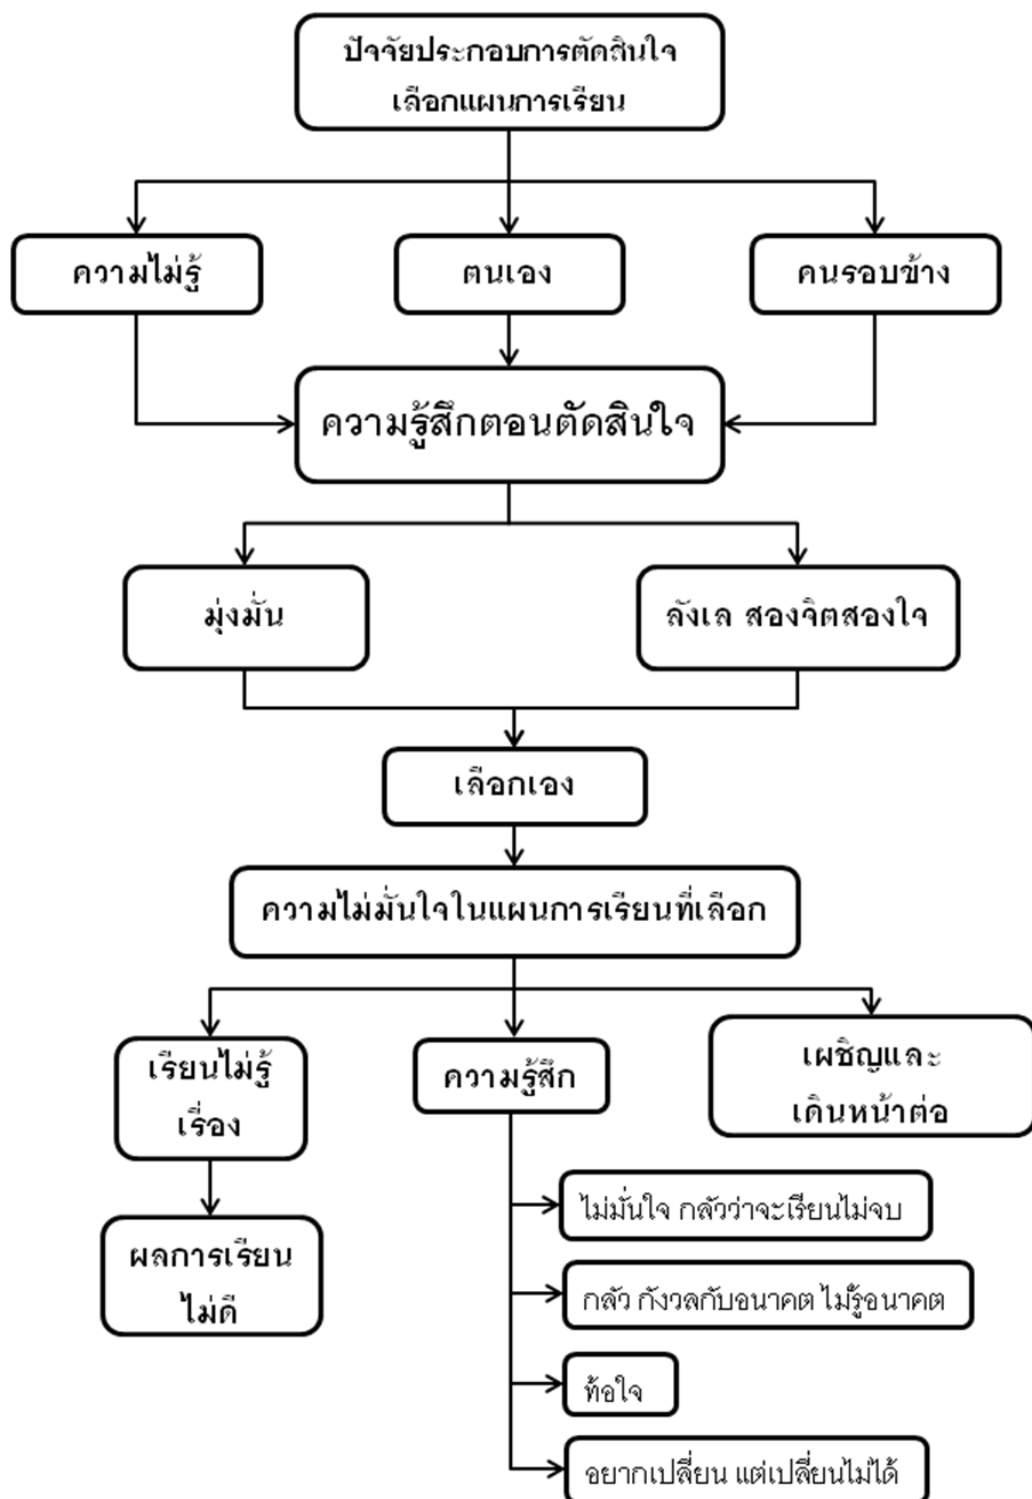 ปัจจัยประกอบการตัดสินใจ
เลือกแผนการเรียน
ความไม่รู้
ตนเอง
คนรอบข้าง
ความรู้สึกตอนตัดสินใจ
มุ่งมั่น
ลังเล สองจิตสองใจ
เลือกเอง
ความไม่มั่นใจในแผนการเรียนที่เลือก
เรียนไม่รู้
เรื่อง
ความรู้สึก
เผชิญและ
เดินหน้าต่อ
ผลการเรียน
ไม่ดี
ไม่มั่นใจ กลัวว่าจะเรียนไม่จบ
กลัว กังวลกับอนาคต ไม่รู้อนาคต
ท้อใจ
อยากเปลี่ยน แต่เปลี่ยนไม่ได้